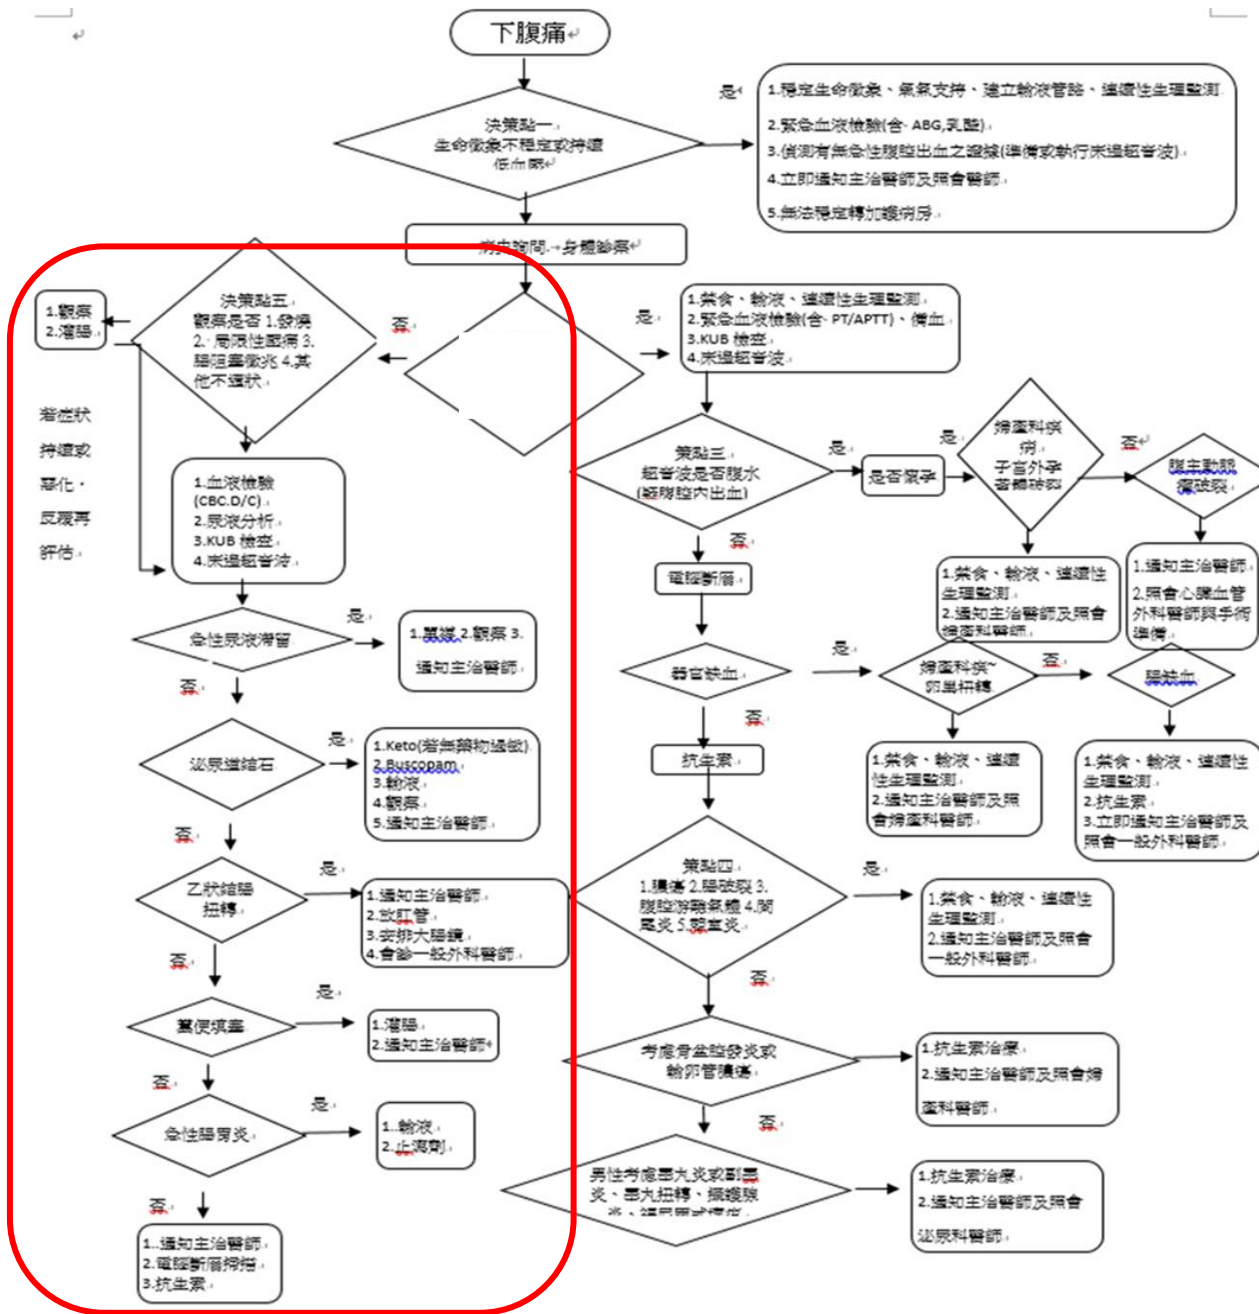 下腹痛
決策點一
生命徵象不穩定或持續
低血壓
是
1.穩定生命徵象、氧氣支持、建立輸液管路、連續性生理監測
2.緊急血液檢驗(含- ABG,乳酸)
3.偵測有無急性腹腔出血之證據(準備或執行床邊超音波)
4.立即通知主治醫師及照會醫師
5.無法穩定轉加護病房
病史詢問→身體診察
否
是
1.禁食、輸液、連續性生理監測
2.緊急血液檢驗(含- PT/APTT)、備血
3.KUB 檢查
4.床邊超音波
決策點五
觀察是否 1.發燒
2.局限性壓痛 3.
腸阻塞徵兆 4.其
他不適狀
1.觀察
2.灌腸
若症狀
持續或
惡化，
反覆再
評估
1.血液檢驗
(CBC.D/C)
2.尿液分析
3.KUB 檢查
4.床邊超音波
急性尿液滯留
是
1.單導 2.觀察 3.
通知主治醫師
否
泌尿道結石
是
1.Keto(若無藥物過敏)
2.Buscopam
3.輸液
4.觀察
5.通知主治醫師
否
乙狀結腸
扭轉
是
1.通知主治醫師
2.放肛管
3.安排大腸鏡
4.會診一般外科醫師
否
糞便填塞
是
1.灌腸
2.通知主治醫師
否
急性腸胃炎
是
1..輸液
2.止瀉劑
否
1..通知主治醫師
2.電腦斷層掃描
3.抗生素
策點三
超音波是否腹水
(疑腹腔內出血)
是
是否懷孕
是
婦產科疾
病
子宮外孕
黃體破裂
否
腹主動脈
瘤破裂
1.禁食、輸液、連續性
生理監測
2.通知主治醫師及照會
婦產科醫師
1.通知主治醫師
2.照會心臟血管
外科醫師與手術
準備
否
電腦斷層
器官缺血
是
婦產科疾~
卵巢扭轉
否
腸缺血
1.禁食、輸液、連續
性生理監測
2.通知主治醫師及照
會婦產科醫師
1.禁食、輸液、連續性
生理監測
2.抗生素
3.立即通知主治醫師及
照會一般外科醫師
否
抗生素
策點四
1.膿瘍 2.腸破裂 3.
腹腔游離氣體 4.闌
尾炎 5.憩室炎
是
1.禁食、輸液、連續性
生理監測
2.通知主治醫師及照會
一般外科醫師
否
考慮骨盆腔發炎或
輸卵管膿瘍
1.抗生素治療
2.通知主治醫師及照會婦
產科醫師
否
男性考慮睪丸炎或副睪
炎、睪丸扭轉、攝護腺
1.抗生素治療
2.通知主治醫師及照會
泌尿科醫師